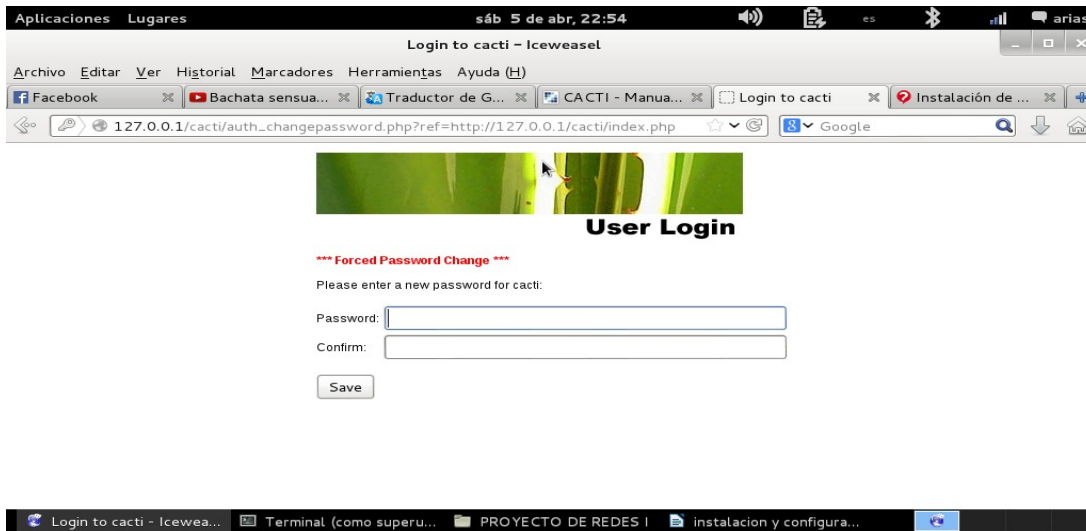 Aplicaciones Lugares sáb 5 de abr, 22:54 es arias
Login to cacti – Iceweasel
Archivo Editar Ver Historial Marcadores Herramientas Ayuda (H)
Facebook Bachata sensua... Traductor de G... CACTI - Manua... Login to cacti Instalación de ...
127.0.0.1/cacti/auth_changepassword.php?ref=http://127.0.0.1/cacti/index.php Google
User Login
*** Forced Password Change ***
Please enter a new password for cacti:
Password:
Confirm:
Save
Login to cacti - Icewea... Terminal (como superu... PROYECTO DE REDES I instalacion y configura...